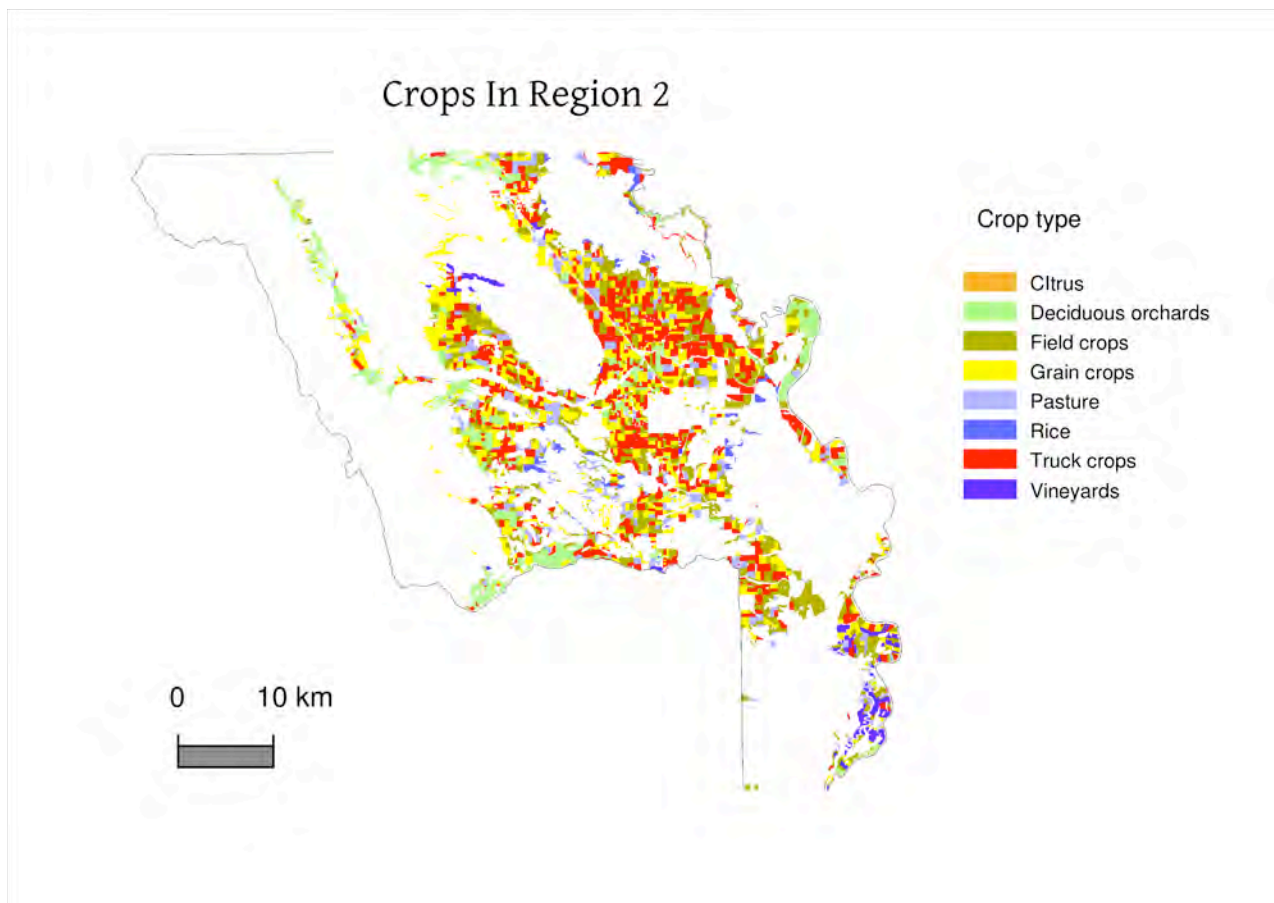 Crops In Region 2
Crop type
CItrus
Deciduous orchards
Field crops
Grain crops
Pasture
Rice
Truck crops
Vineyards
0 10 km